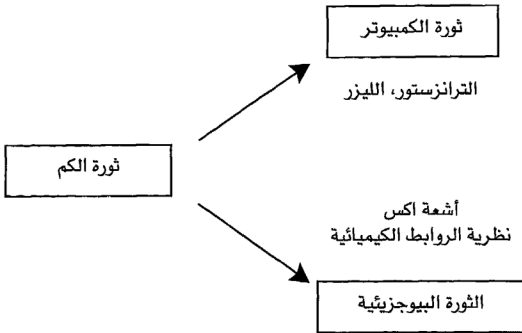 ثورة الكمبيوتر
الترانزستور، الليزر
ثورة الكم
أشعة اكس
نظرية الروابط الكيميائية
الثورة البيوجزيئية